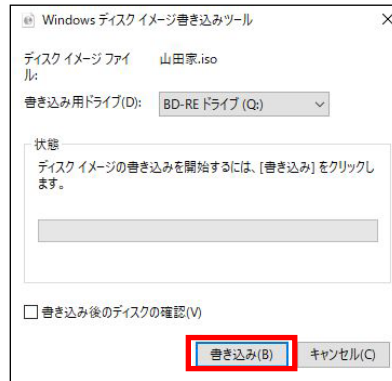 Windows ディスク イメージ書き込みツール
ディスク イメージ ファイ
ル:
山田家.iso
書き込み用ドライブ(D):
BD-RE ドライブ (Q:)
状態
ディスク イメージの書き込みを開始するには、[書き込み] をクリックし
ます。
書き込み後のディスクの確認(V)
書き込み(B)
キャンセル(C)